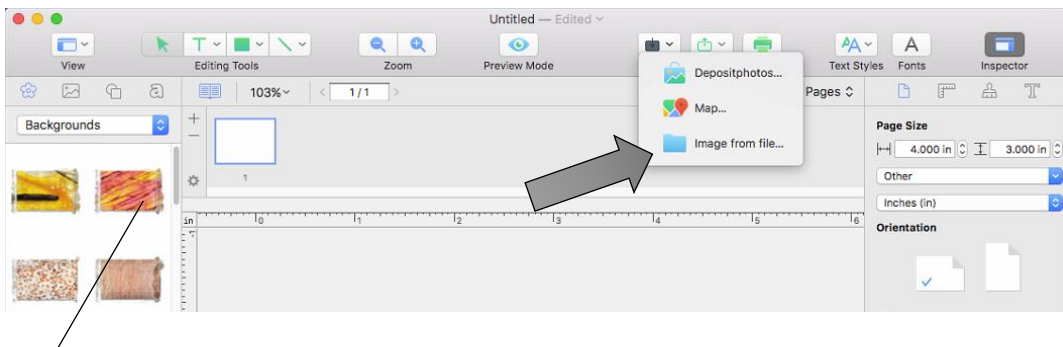 Untitled — Edited
View
Editing Tools
Zoom
Preview Mode
Text Styles
Fonts
Inspector
Depositphotos...
Map...
Image from file...
103%
1/1
Pages
Backgrounds
1
Page Size
4.000 in
3.000 in
Other
Inches (in)
Orientation
in 0 1 2 3 4 5 6
-1